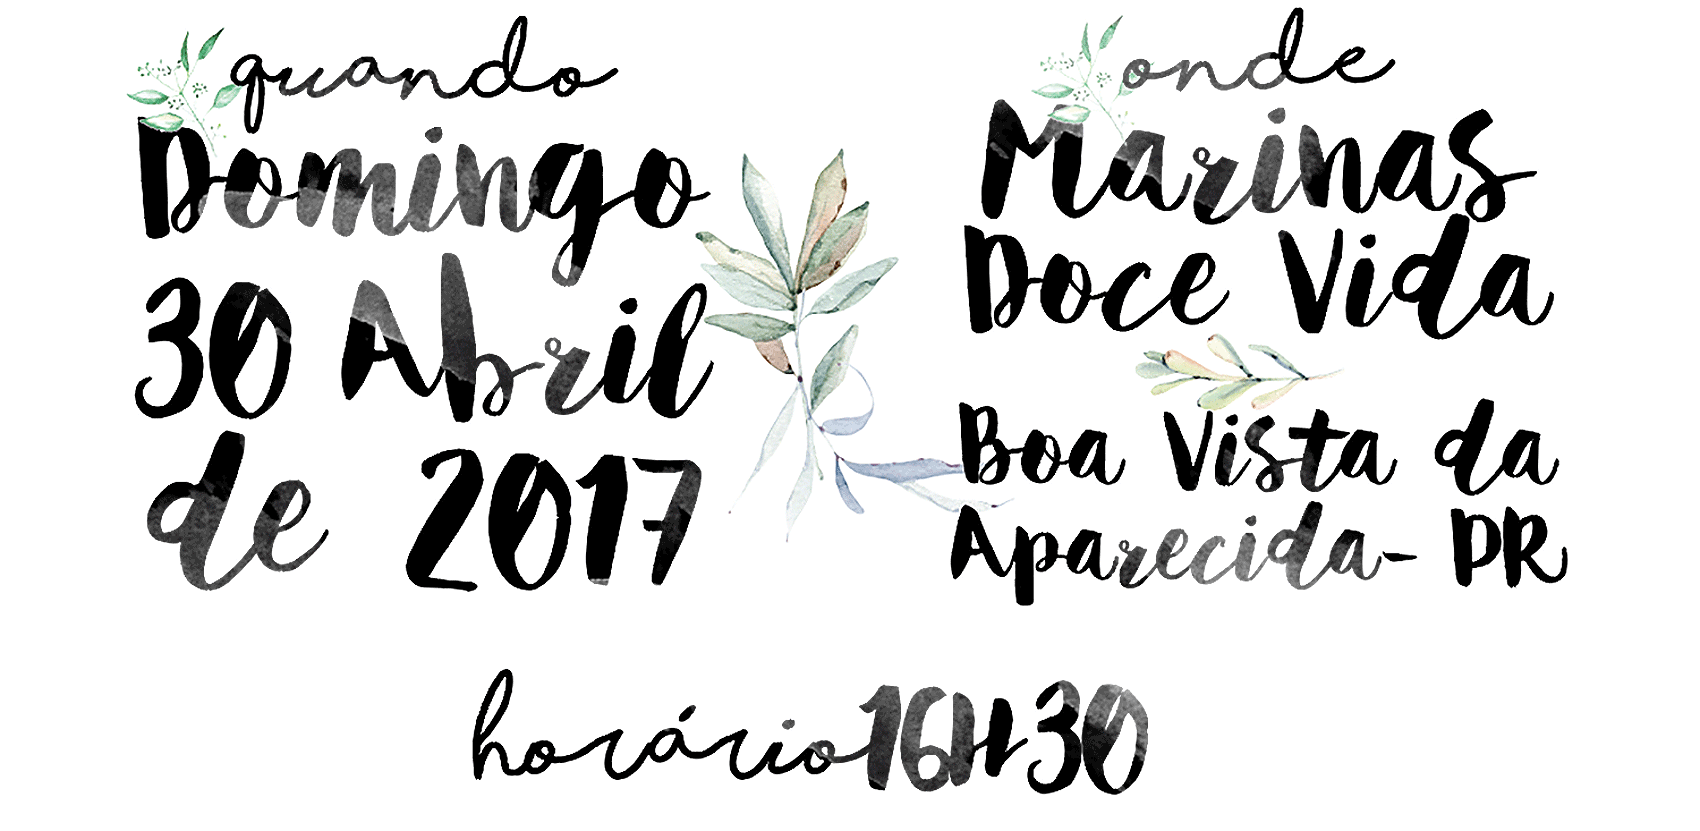 quando
Domingo
30 Abril
de 2017
onde
Marinas
Doce Vida
Boa Vista da
Aparecida- PR
horário 16H30